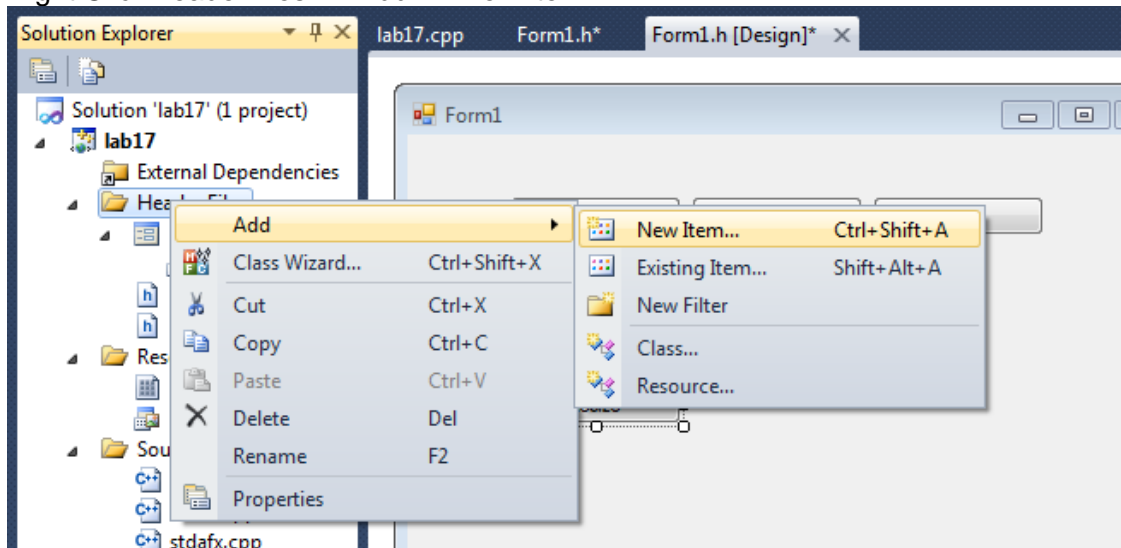 Solution Explorer
lab17.cpp
Form1.h*
Form1.h [Design]*
Solution 'lab17' (1 project)
lab17
External Dependencies
Form1
Add
New Item... Ctrl+Shift+A
Class Wizard... Ctrl+Shift+X
Existing Item... Shift+Alt+A
Cut Ctrl+X
New Filter
Copy Ctrl+C
Class...
Paste Ctrl+V
Resource...
Delete Del
Rename F2
Properties
Res
Sou
stdafx.cpp